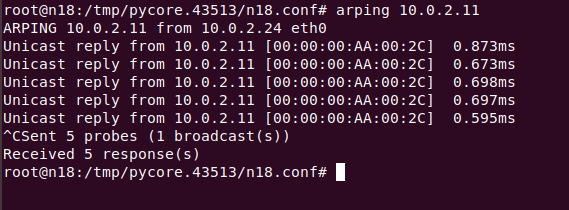 root@n18:/tmp/pycore.43513/n18.conf# arping 10.0.2.11
ARPING 10.0.2.11 from 10.0.2.24 eth0
Unicast reply from 10.0.2.11 [00:00:00:AA:00:2C]  0.873ms
Unicast reply from 10.0.2.11 [00:00:00:AA:00:2C]  0.673ms
Unicast reply from 10.0.2.11 [00:00:00:AA:00:2C]  0.698ms
Unicast reply from 10.0.2.11 [00:00:00:AA:00:2C]  0.697ms
Unicast reply from 10.0.2.11 [00:00:00:AA:00:2C]  0.595ms
^CSent 5 probes (1 broadcast(s))
Received 5 response(s)
root@n18:/tmp/pycore.43513/n18.conf#